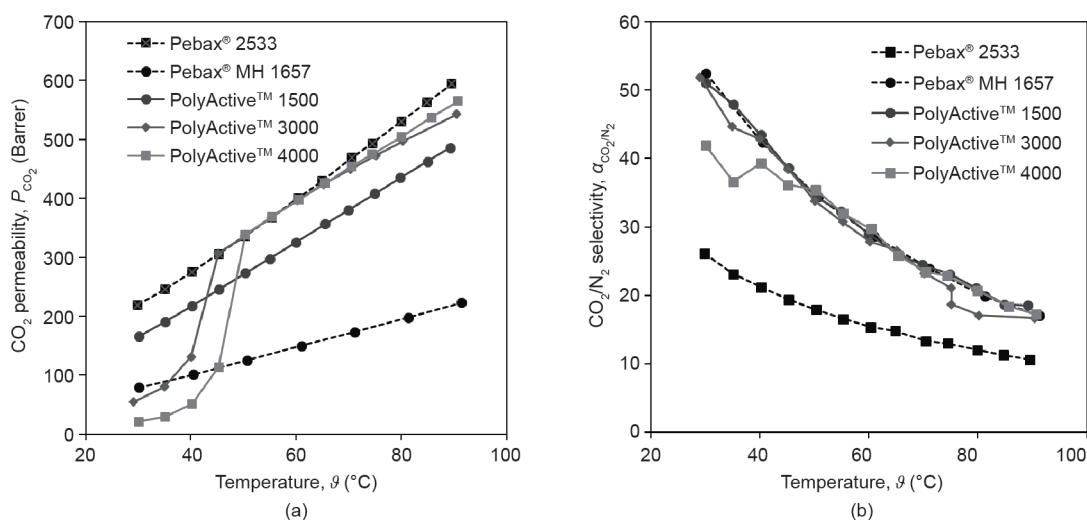 700
600
500
400
300
200
100
0
CO₂ permeability, P_CO₂ (Barrer)
Pebax® 2533
Pebax® MH 1657
PolyActive™ 1500
PolyActive™ 3000
PolyActive™ 4000
20 40 60 80 100
Temperature, ϑ (°C)
(a)
60
50
40
30
20
10
0
CO₂/N₂ selectivity, α_CO₂/N₂
Pebax® 2533
Pebax® MH 1657
PolyActive™ 1500
PolyActive™ 3000
PolyActive™ 4000
20 40 60 80 100
Temperature, ϑ (°C)
(b)